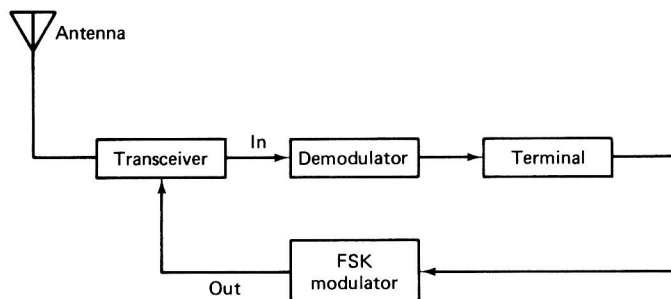 Antenna
In
Transceiver
Demodulator
Terminal
FSK
modulator
Out